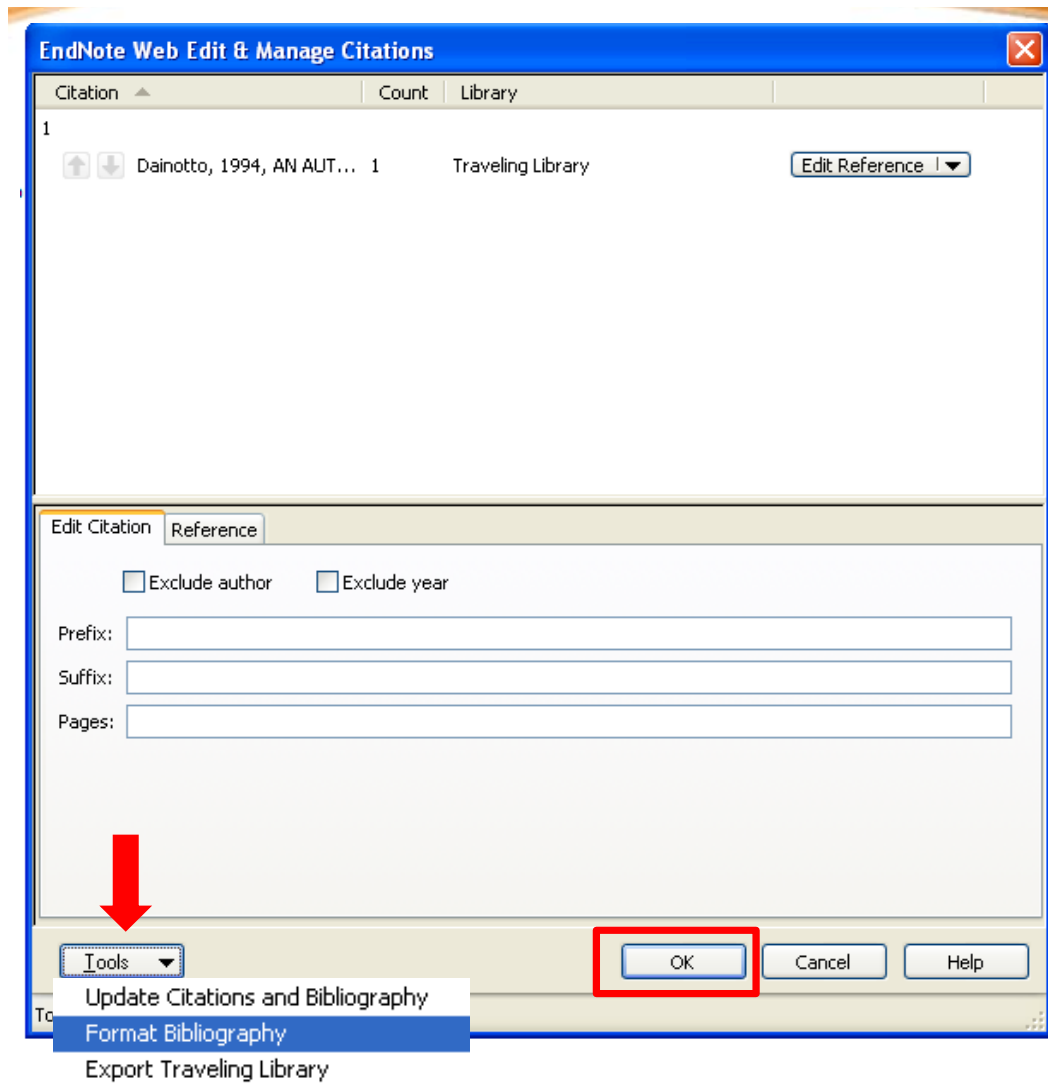 EndNote Web Edit & Manage Citations
Citation Count Library
1
Dainotto, 1994, AN AUT... 1 Traveling Library Edit Reference
Edit Citation Reference
Exclude author Exclude year
Prefix:
Suffix:
Pages:
Tools OK Cancel Help
Update Citations and Bibliography
Format Bibliography
Export Traveling Library